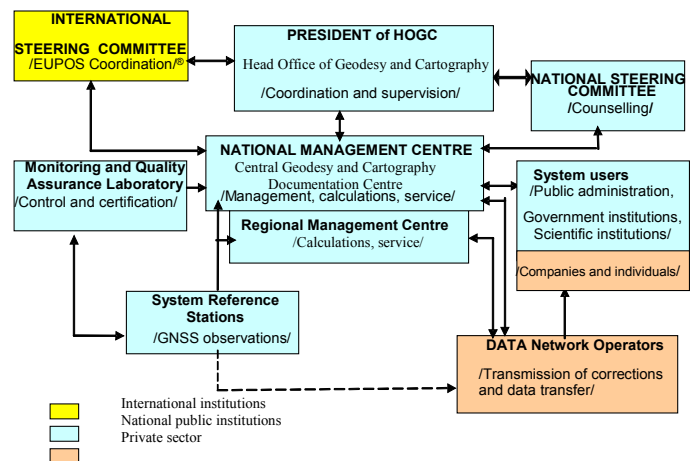 INTERNATIONAL
STEERING COMMITTEE
/EUPOS Coordination/®
PRESIDENT of HOGC
Head Office of Geodesy and Cartography
/Coordination and supervision/
NATIONAL STEERING
COMMITTEE
/Counselling/
NATIONAL MANAGEMENT CENTRE
Central Geodesy and Cartography
Documentation Centre
/Management, calculations, service/
Monitoring and Quality
Assurance Laboratory
/Control and certification/
System users
/Public administration,
Government institutions,
Scientific institutions/
/Companies and individuals/
Regional Management Centre
/Calculations, service/
System Reference
Stations
/GNSS observations/
DATA Network Operators
/Transmission of corrections
and data transfer/
International institutions
National public institutions
Private sector